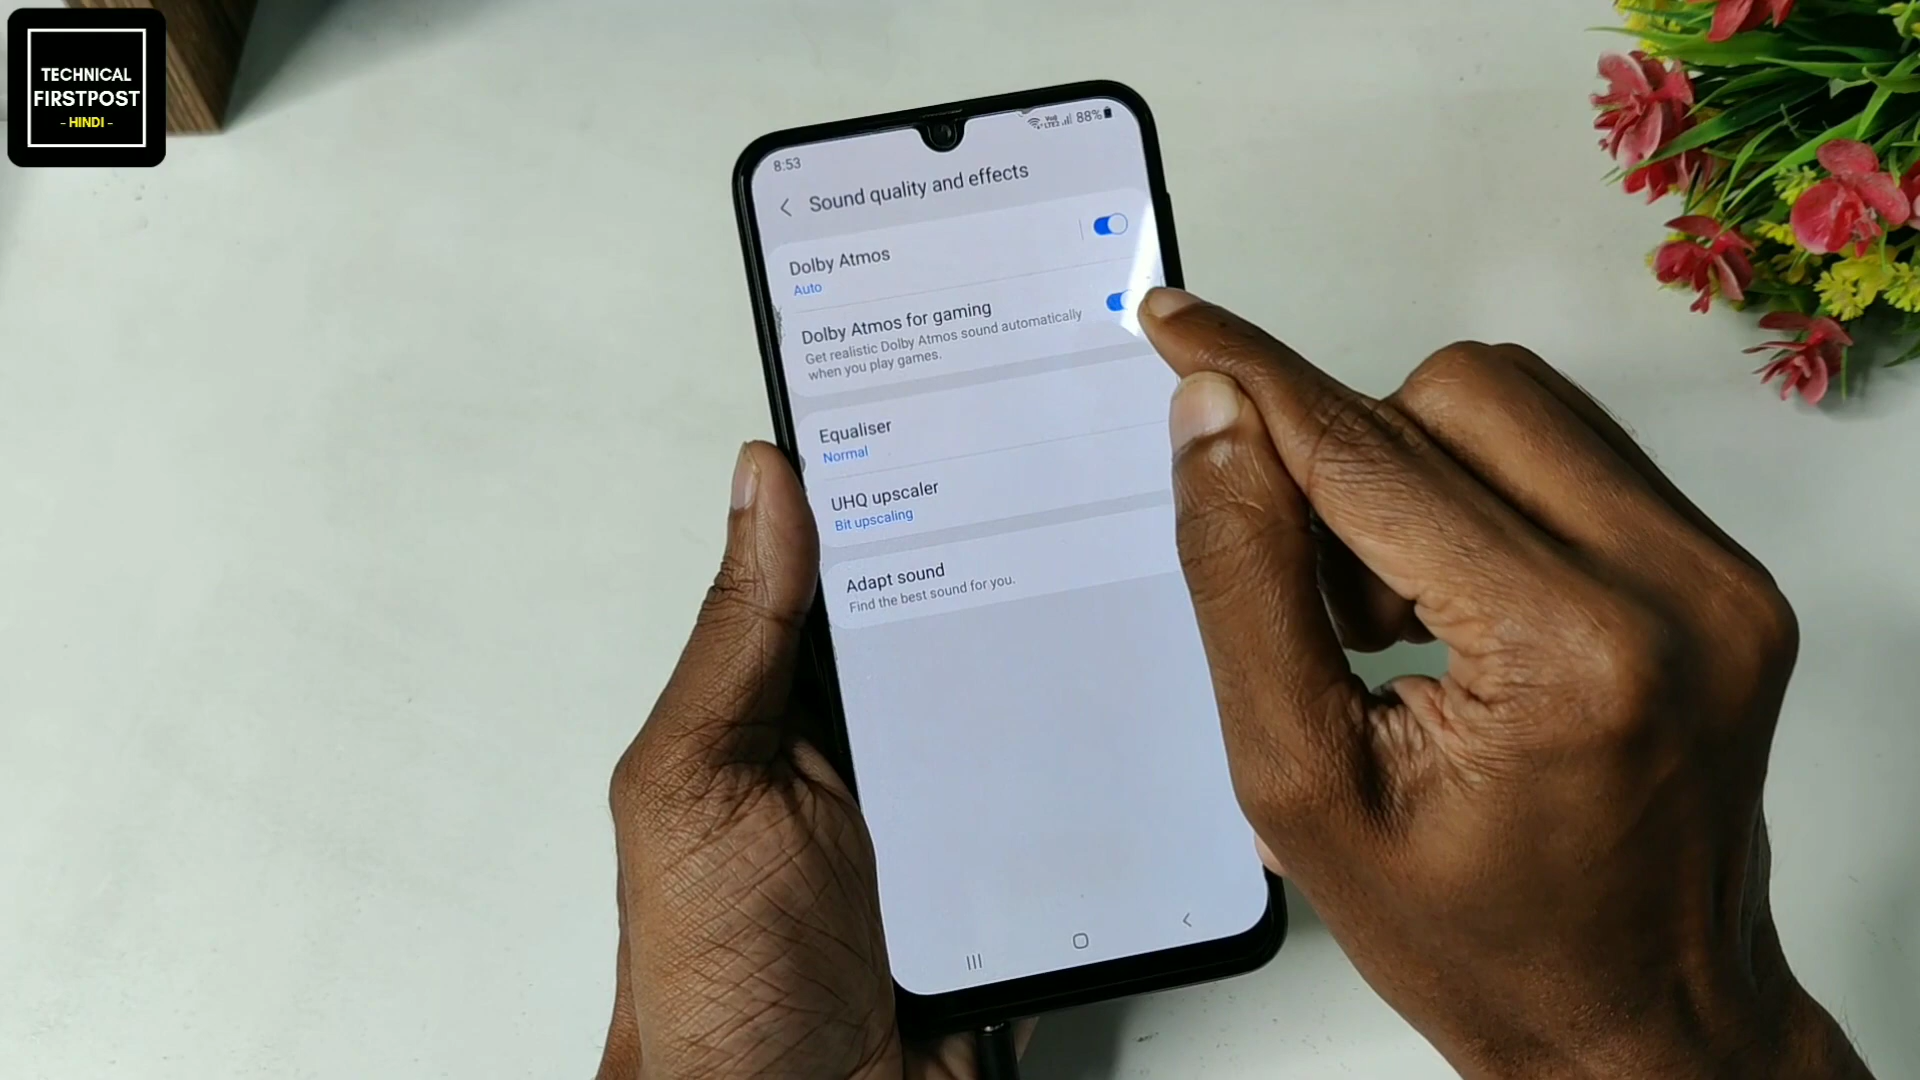 TECHNICAL
FIRSTPOST
- HINDI -
8:53
88%
Sound quality and effects
Dolby Atmos
Auto
Dolby Atmos for gaming
Get realistic Dolby Atmos sound automatically
when you play games.
Equaliser
Normal
UHQ upscaler
Bit upscaling
Adapt sound
Find the best sound for you.